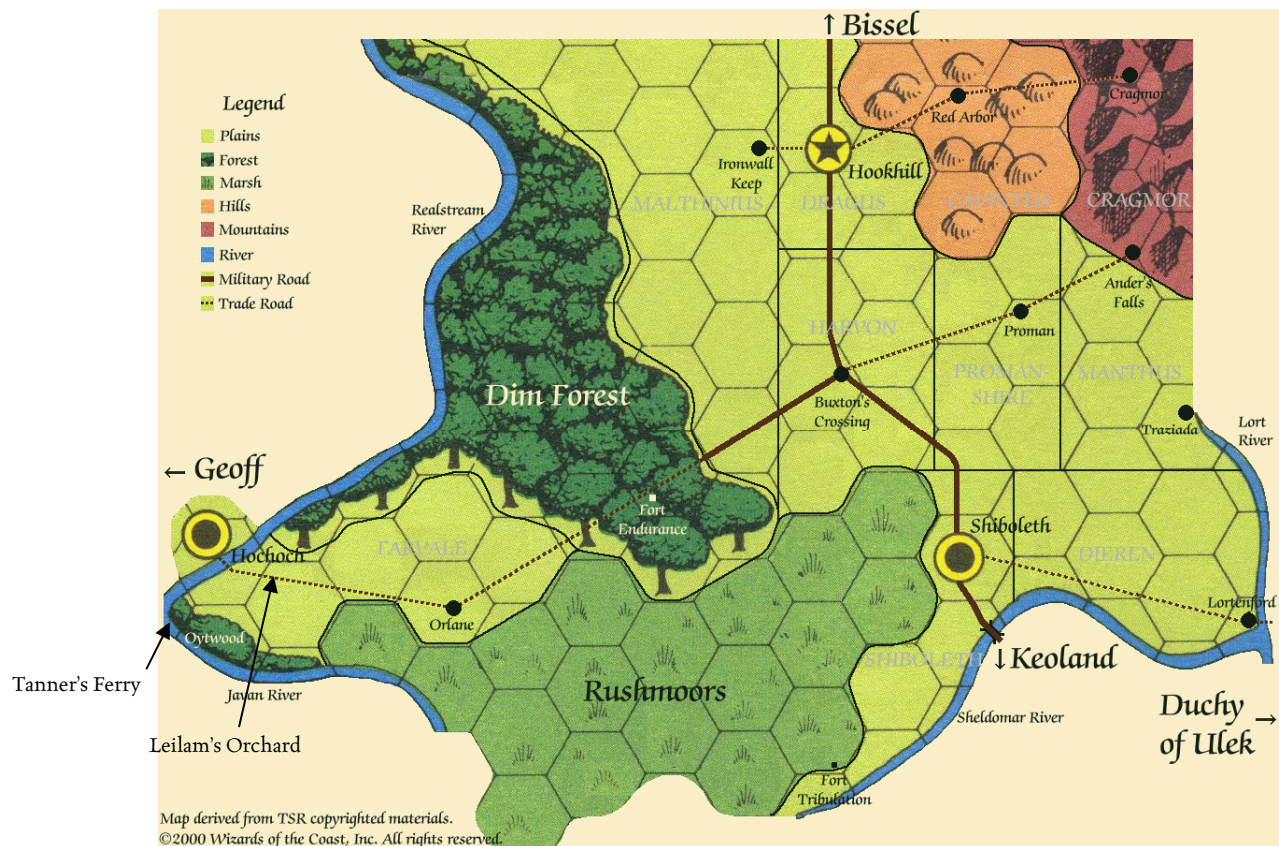 ↑ Bissel
Legend
Plains
Forest
Marsh
Hills
Mountains
River
Military Road
Trade Road
Realstream
River
Cragmor
Red Arbor
Ironwall
Keep
Hookhill
MALTHINIUS
DRAGUS
CAVINTUS
CRAGMOR
Ander's
Falls
Proman
HARVON
PROMAN-
SHIRE
MANTHUS
Dim Forest
Buxton's
Crossing
Traziada
Lort
River
← Geoff
Fort
Endurance
Shiboleth
Hochoch
FARVALE
DIEREN
Orlane
Lortenford
Oytwood
SHIBOLETH
↓ Keoland
Tanner's Ferry
Rushmoors
Javan River
Sheldomar River
Duchy
of Ulek →
Leilam's Orchard
Fort
Tribulation
Map derived from TSR copyrighted materials.
©2000 Wizards of the Coast, Inc. All rights reserved.